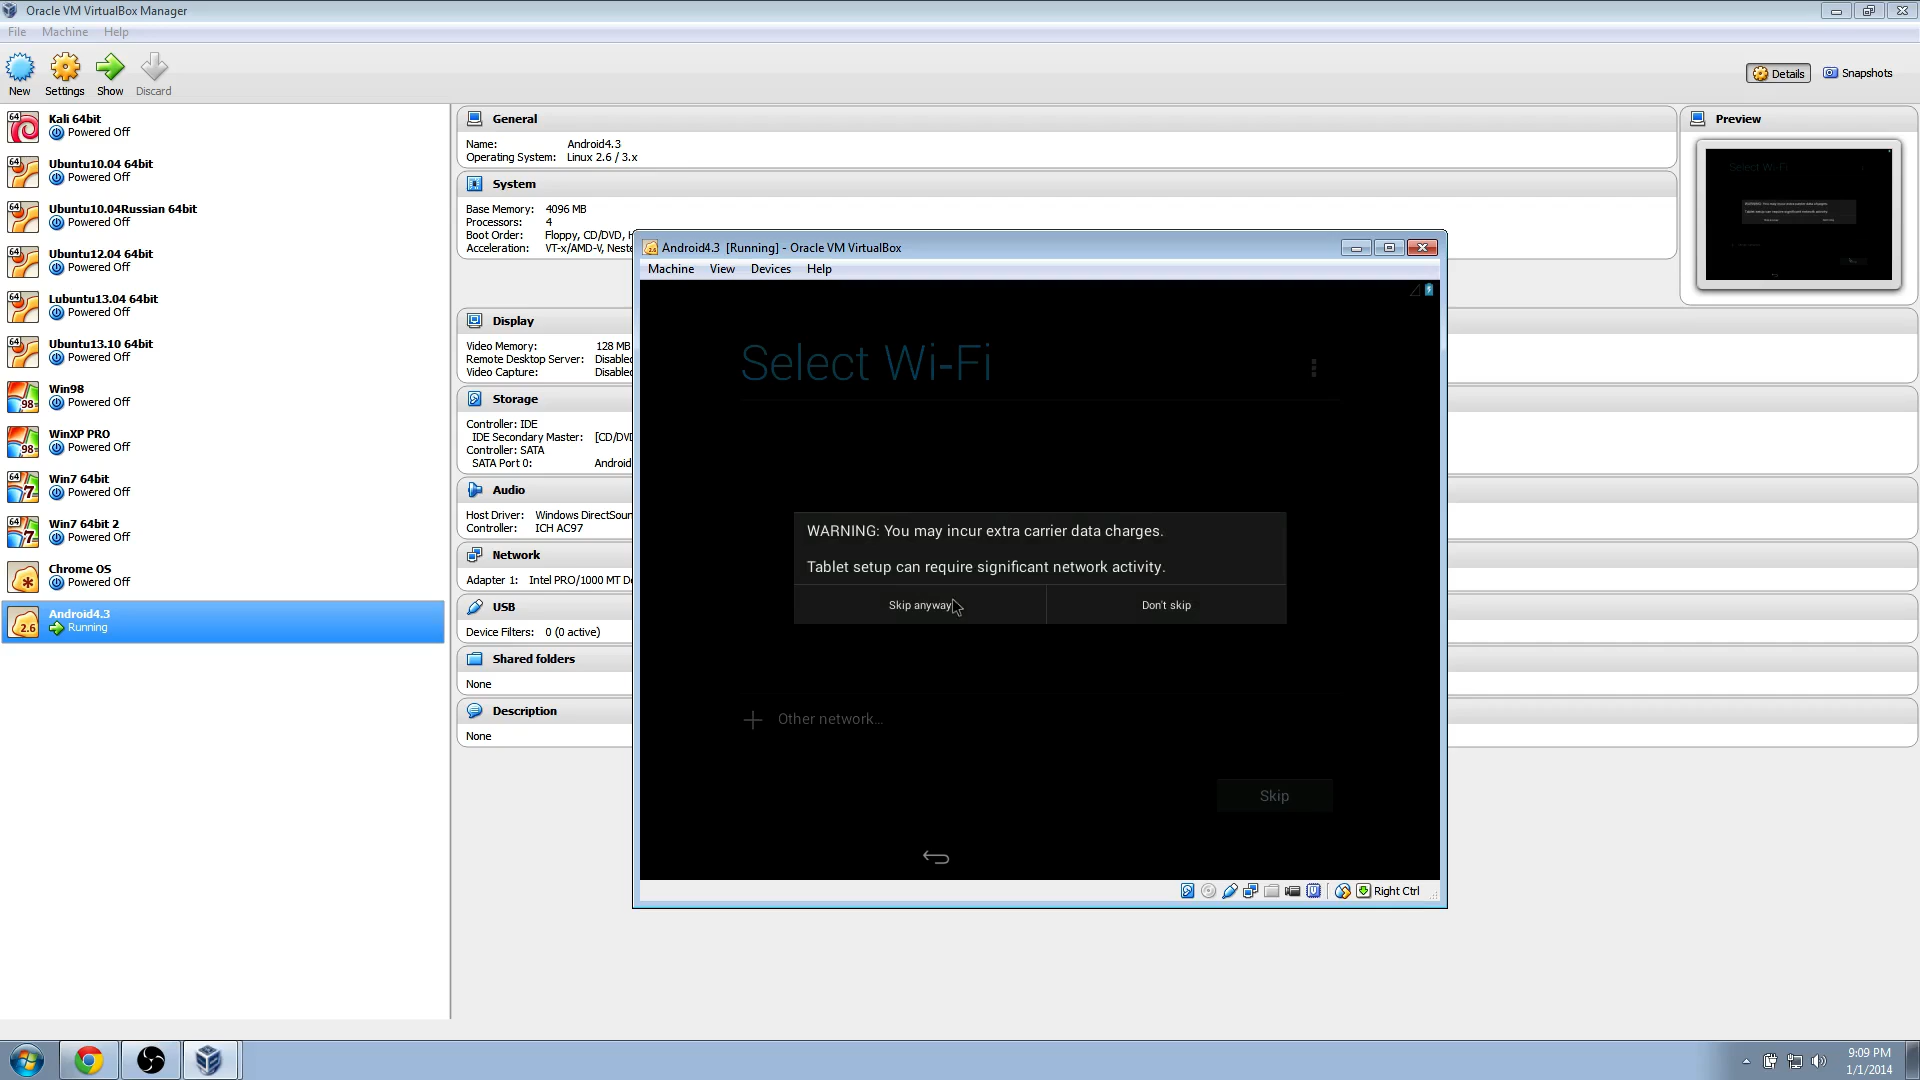 Oracle VM VirtualBox Manager
File Machine Help
New Settings Show Discard
Details Snapshots
Kali 64bit
Powered Off
Ubuntu10.04 64bit
Powered Off
Ubuntu10.04Russian 64bit
Powered Off
Ubuntu12.04 64bit
Powered Off
Lubuntu13.04 64bit
Powered Off
Ubuntu13.10 64bit
Powered Off
Win98
Powered Off
WinXP PRO
Powered Off
Win7 64bit
Powered Off
Win7 64bit 2
Powered Off
Chrome OS
Powered Off
Android4.3
Running
General
Name: Android4.3
Operating System: Linux 2.6 / 3.x
System
Base Memory: 4096 MB
Processors: 4
Boot Order: Floppy, CD/DVD,
Acceleration: VT-x/AMD-V,
Display
Video Memory: 128 MB
Remote Desktop Server:
Video Capture:
Storage
Controller: IDE
IDE Secondary Master:
Controller: SATA
SATA Port 0: Android
Audio
Host Driver: Windows
Controller: ICH AC97
Network
Adapter 1: Intel PRO/1000 MT
USB
Device Filters: 0 (0 active)
Shared folders
None
Description
None
Preview
Select Wi-Fi
Android4.3 [Running] - Oracle VM VirtualBox
Machine View Devices Help
Select Wi-Fi
WARNING: You may incur extra carrier data charges.
Tablet setup can require significant network activity.
Skip anyway Don't skip
Other network...
Skip
Right Ctrl
9:09 PM
1/1/2014